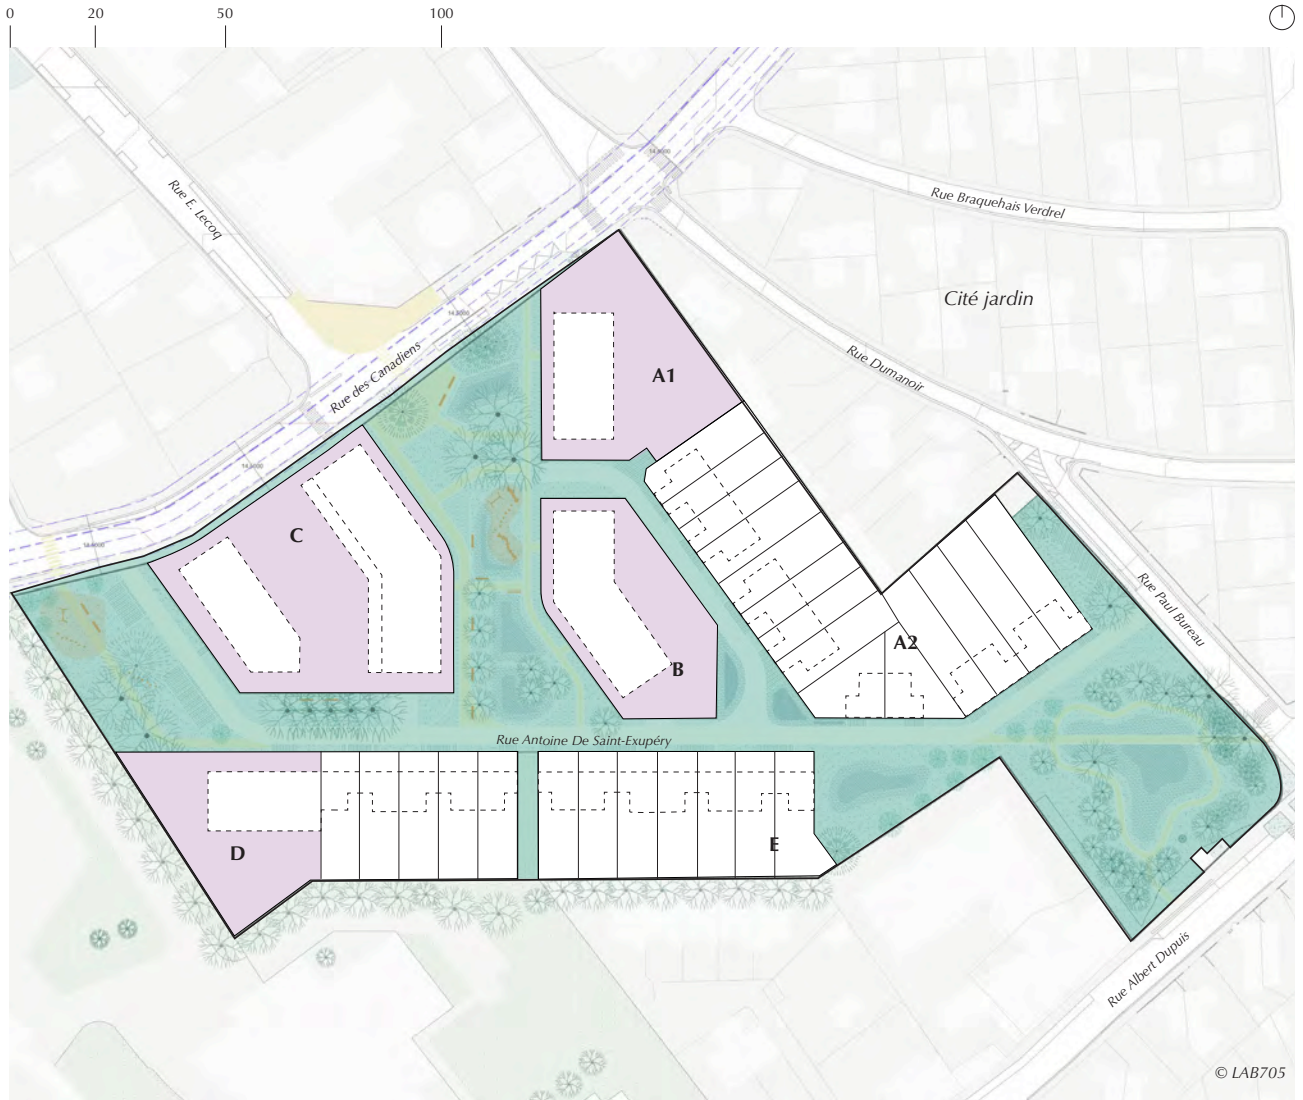 0 20 50 100
Rue E. Lecoq
Rue Braquehais Verdrel
Cité jardin
Rue des Canadiens
Rue Dumanoir
A1
C
Rue Paul Bureau
A2
B
Rue Antoine De Saint-Exupéry
E
D
Rue Albert Dupuis
© LAB705